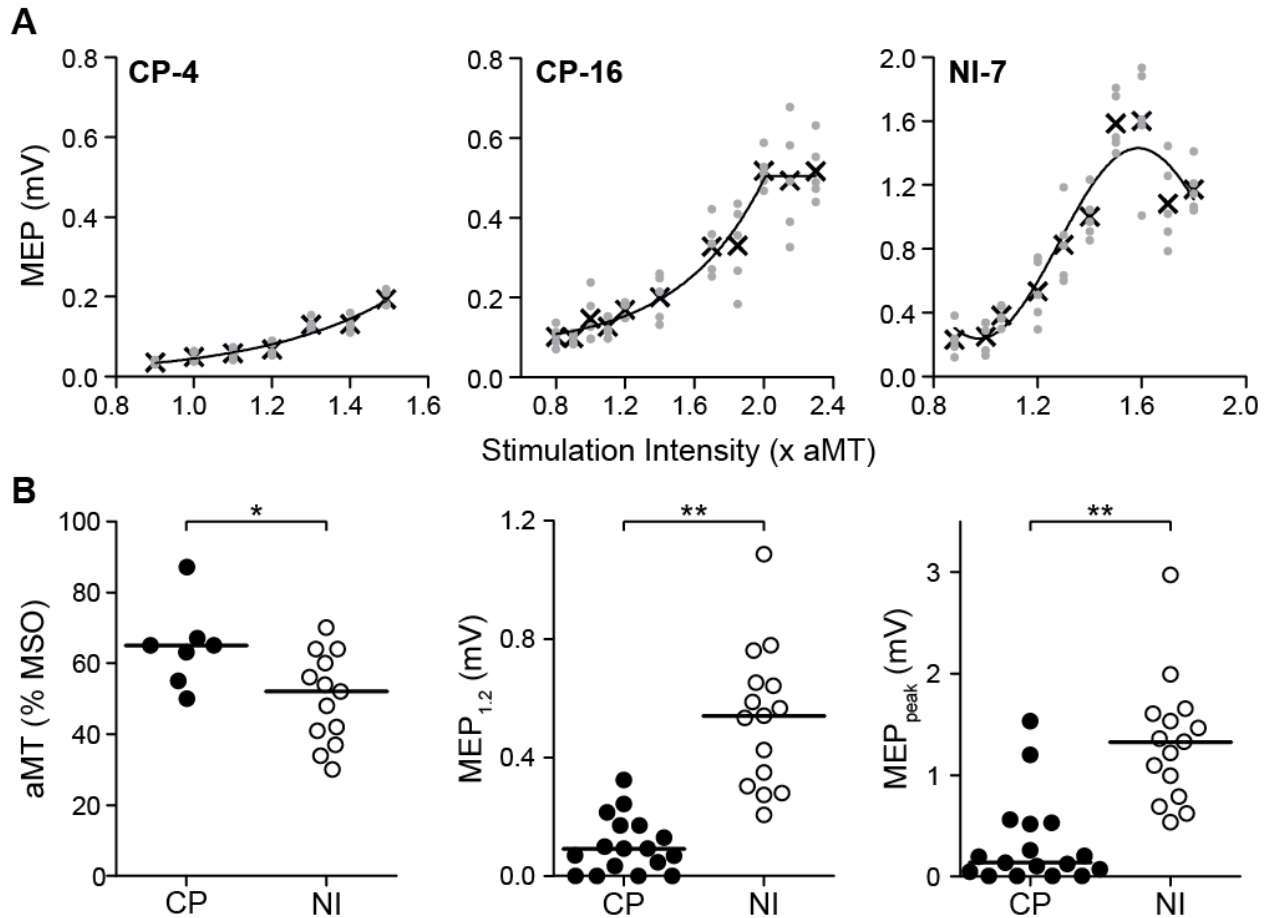 A
CP-4
CP-16
NI-7
MEP (mV)
0.8
0.6
0.4
0.2
0.0
0.8 1.0 1.2 1.4 1.6
0.8
0.6
0.4
0.2
0.0
0.8 1.2 1.6 2.0 2.4
2.0
1.6
1.2
0.8
0.4
0.0
0.8 1.2 1.6 2.0
Stimulation Intensity (x aMT)
B
aMT (% MSO)
100
80
60
40
20
0
*
CP NI
MEP1.2 (mV)
1.2
0.8
0.4
0.0
**
CP NI
MEPpeak (mV)
3
2
1
0
**
CP NI